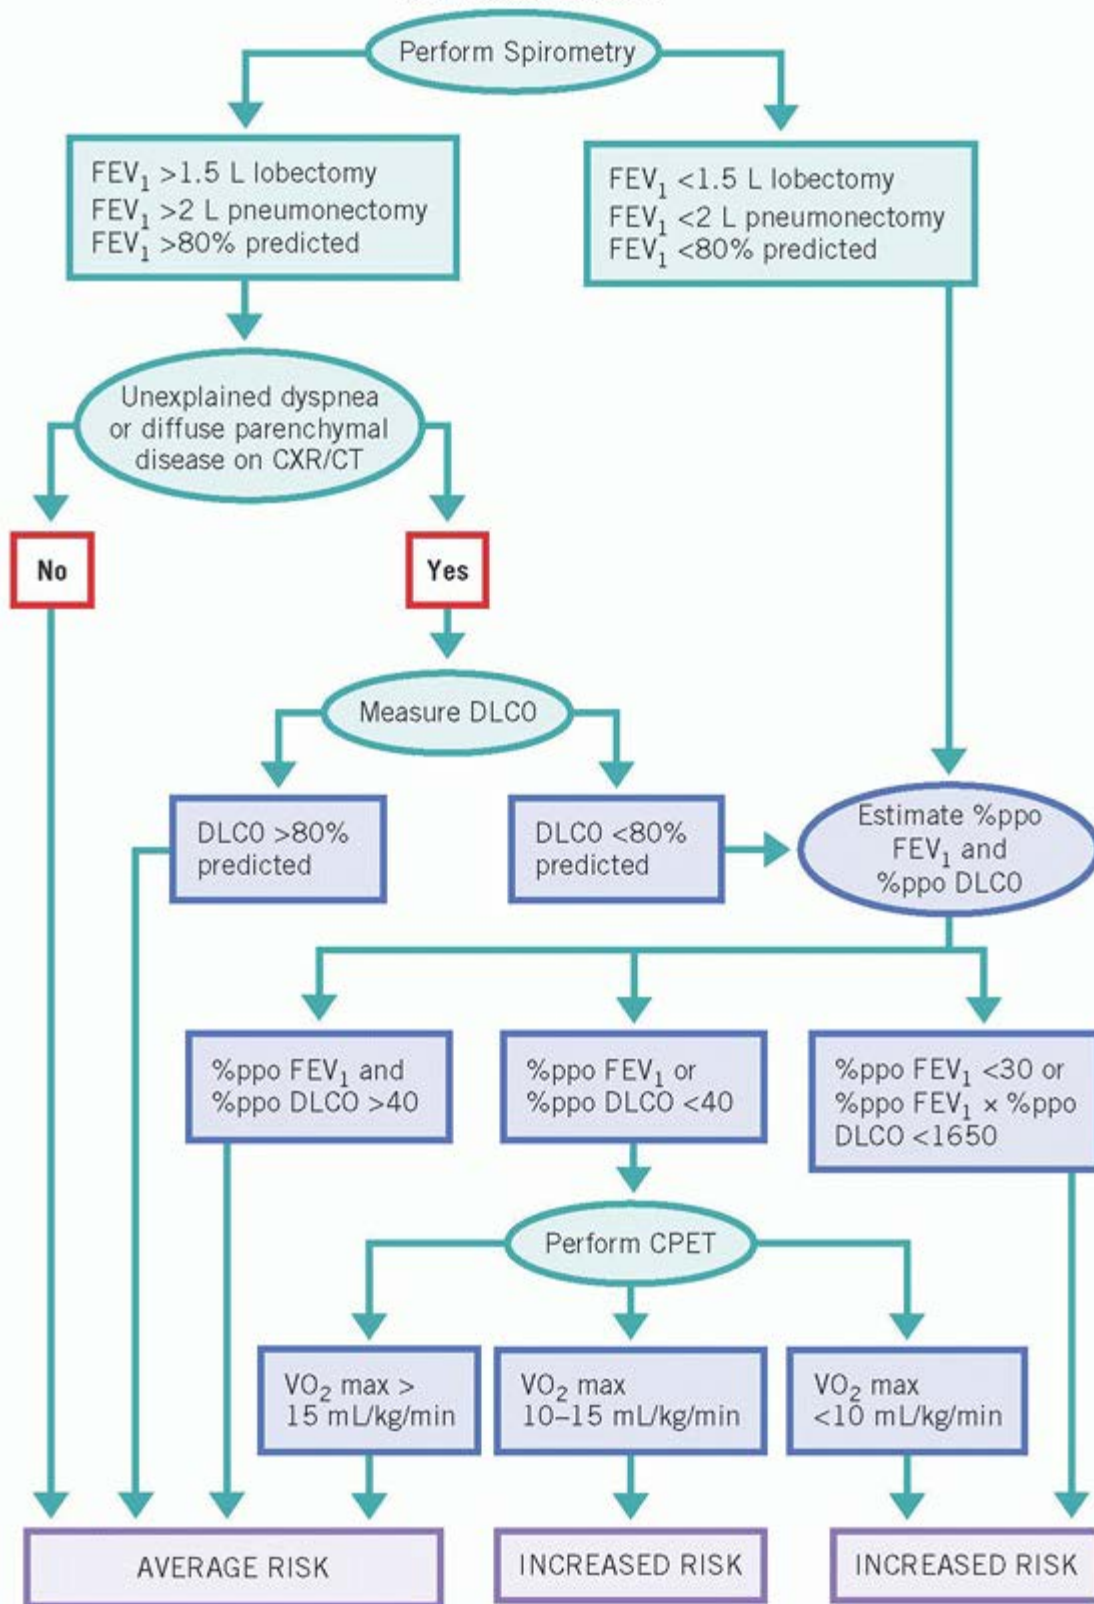 Perform Spirometry
FEV₁ >1.5 L lobectomy
FEV₁ >2 L pneumonectomy
FEV₁ >80% predicted
FEV₁ <1.5 L lobectomy
FEV₁ <2 L pneumonectomy
FEV₁ <80% predicted
Unexplained dyspnea
or diffuse parenchymal
disease on CXR/CT
No
Yes
Measure DLCO
DLCO >80%
predicted
DLCO <80%
predicted
Estimate %ppo
FEV₁ and
%ppo DLCO
%ppo FEV₁ and
%ppo DLCO >40
%ppo FEV₁ or
%ppo DLCO <40
%ppo FEV₁ <30 or
%ppo FEV₁ × %ppo
DLCO <1650
Perform CPET
VO₂ max >
15 mL/kg/min
VO₂ max
10–15 mL/kg/min
VO₂ max
<10 mL/kg/min
AVERAGE RISK
INCREASED RISK
INCREASED RISK